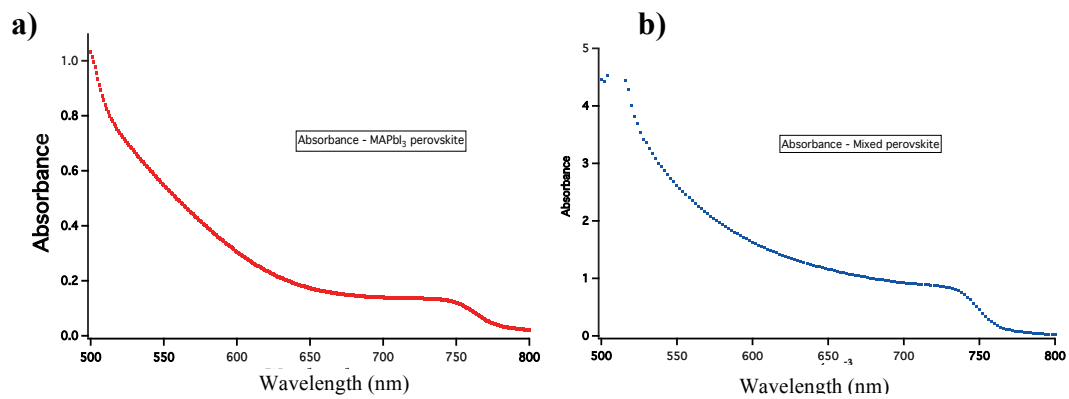 a)
Absorbance
1.0
0.8
0.6
0.4
0.2
0.0
Absorbance - MAPbI₃ perovskite
500 550 600 650 700 750 800
Wavelength (nm)
b)
Absorbance
5
4
3
2
1
0
Absorbance - Mixed perovskite
500 550 600 650 700 750 800
-3
Wavelength (nm)